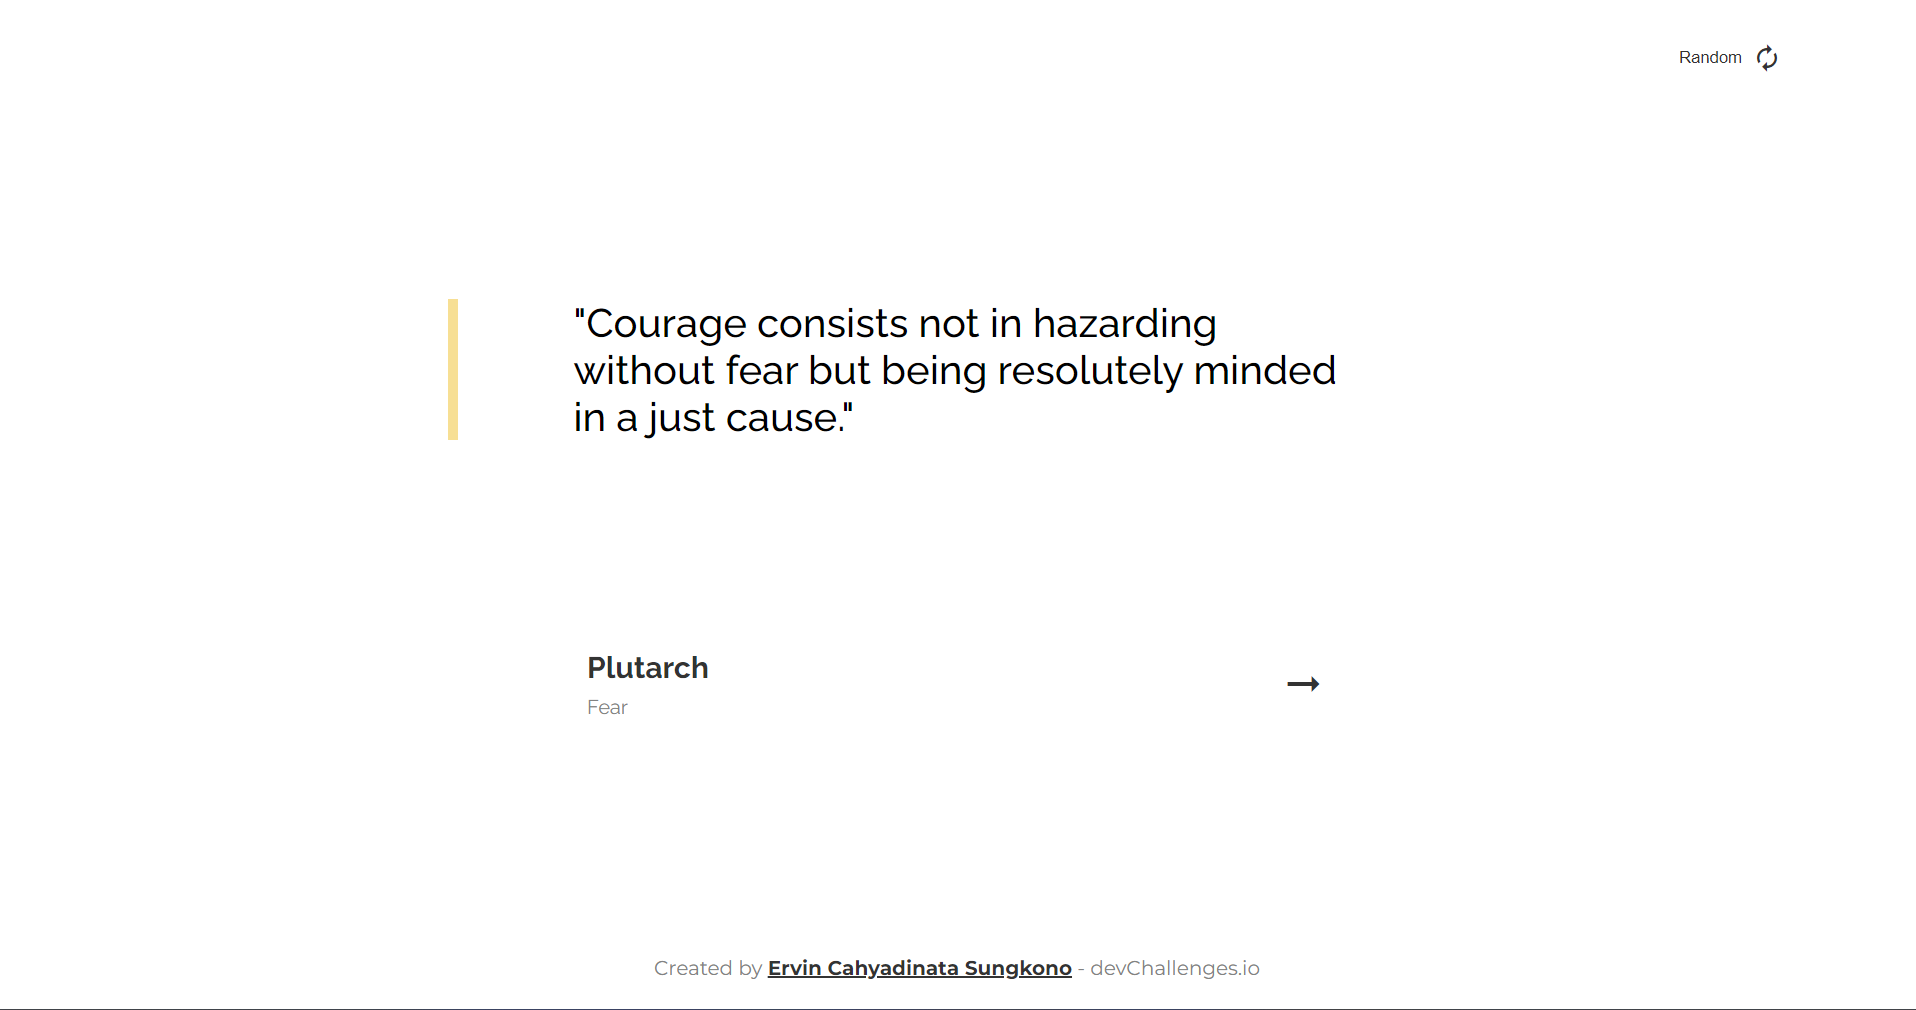 Random
"Courage consists not in hazarding
without fear but being resolutely minded
in a just cause."
Plutarch
Fear
Created by Ervin Cahyadinata Sungkono - devChallenges.io